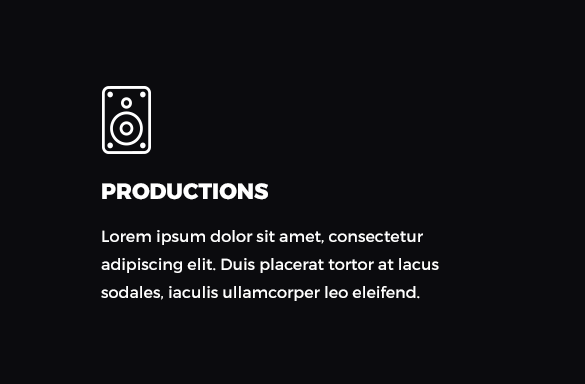 PRODUCTIONS
Lorem ipsum dolor sit amet, consectetur
adipiscing elit. Duis placerat tortor at lacus
sodales, iaculis ullamcorper leo eleifend.